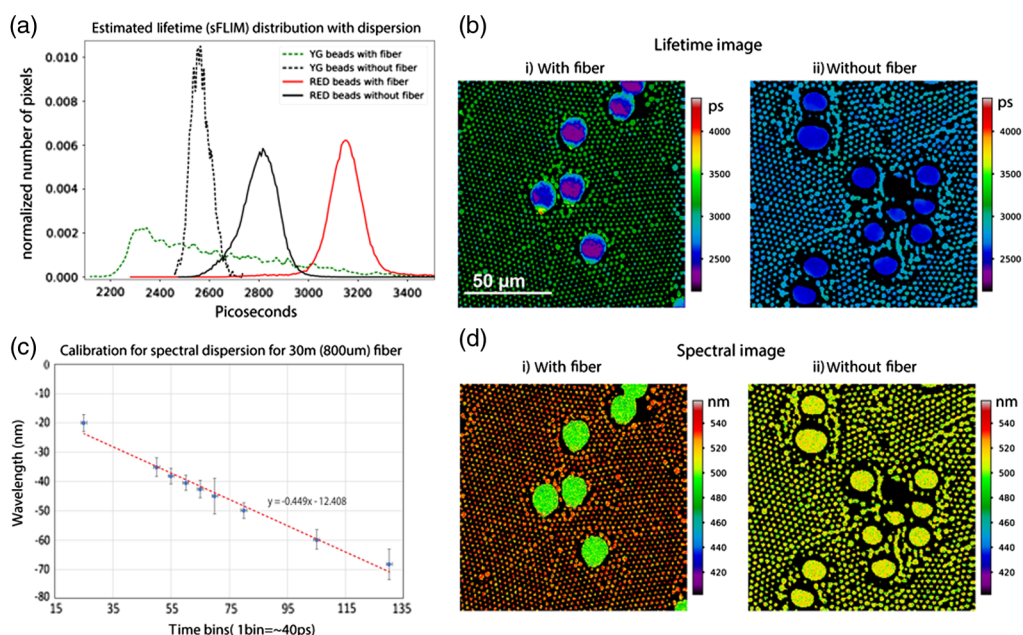 (a)
Estimated lifetime (sFLIM) distribution with dispersion
normalized number of pixels
0.010
0.008
0.006
0.004
0.002
0.000
YG beads with fiber
YG beads without fiber
RED beads with fiber
RED beads without fiber
2200 2400 2600 2800 3000 3200 3400
Picoseconds
(b)
Lifetime image
i) With fiber
ps
4000
3500
3000
2500
50 µm
ii) Without fiber
ps
4000
3500
3000
2500
(c)
Calibration for spectral dispersion for 30m (800um) fiber
Wavelength (nm)
0
-10
-20
-30
-40
-50
-60
-70
-80
y = -0.449x - 12.408
15 35 55 75 95 115 135
Time bins( 1bin=~40ps)
(d)
Spectral image
i) With fiber
nm
540
520
500
480
460
440
420
ii) Without fiber
nm
540
520
500
480
460
440
420